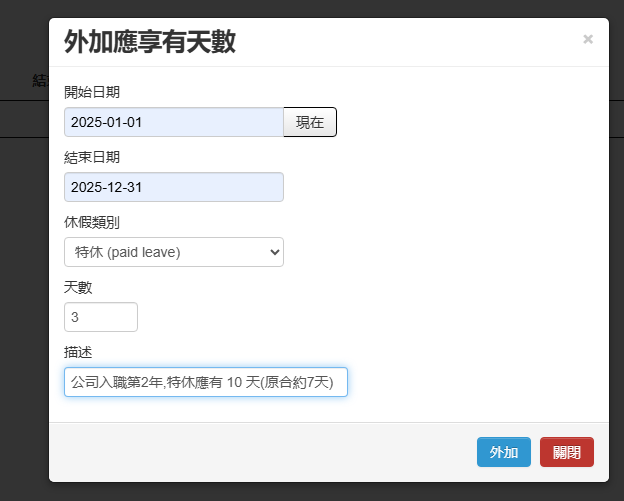 外加應享有天數
×
開始日期
2025-01-01 現在
結束日期
2025-12-31
休假類別
特休 (paid leave)
天數
3
描述
公司入職第2年,特休應有 10 天(原合約7天)
外加 關閉